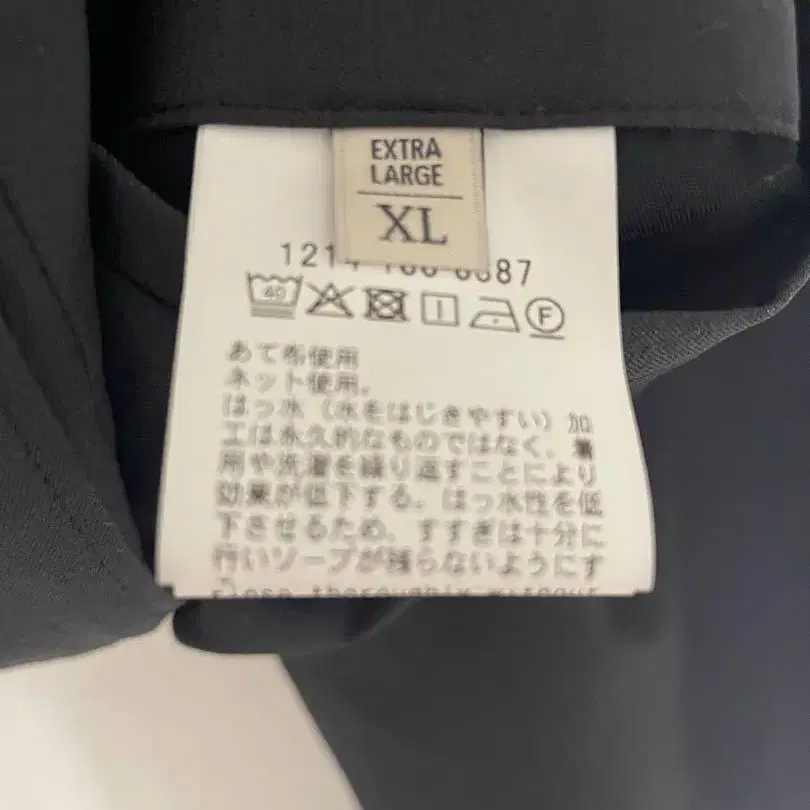 EXTRA
LARGE
XL
40
F
あて布使用
ネット使用。
はっ水(水をはじきやすい)加
工は永久的なものではなく、着
用や洗濯を繰り返すことにより
効果が低下する。はっ水性を低
下させるため、すすぎは十分に
行いソープが残らないようにす